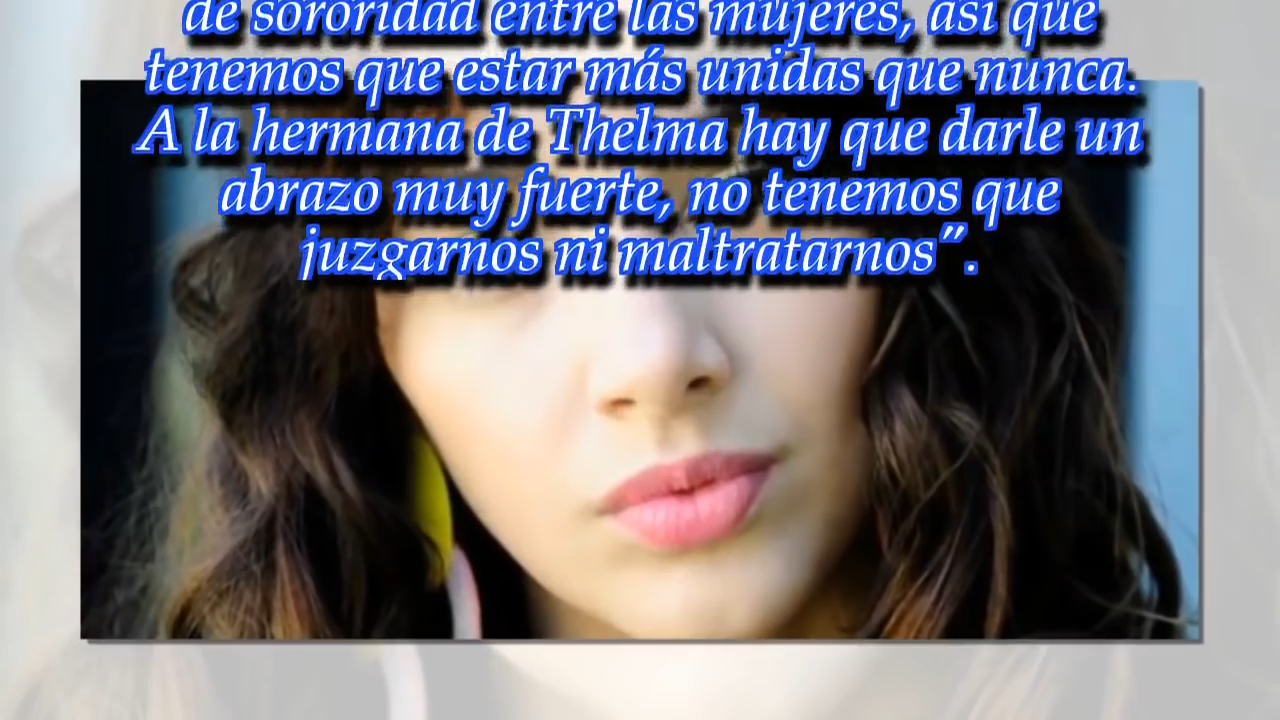 de sororidad entre las mujeres, así que
tenemos que estar más unidas que nunca.
A la hermana de Thelma hay que darle un
abrazo muy fuerte, no tenemos que
juzgarnos ni maltratarnos”.